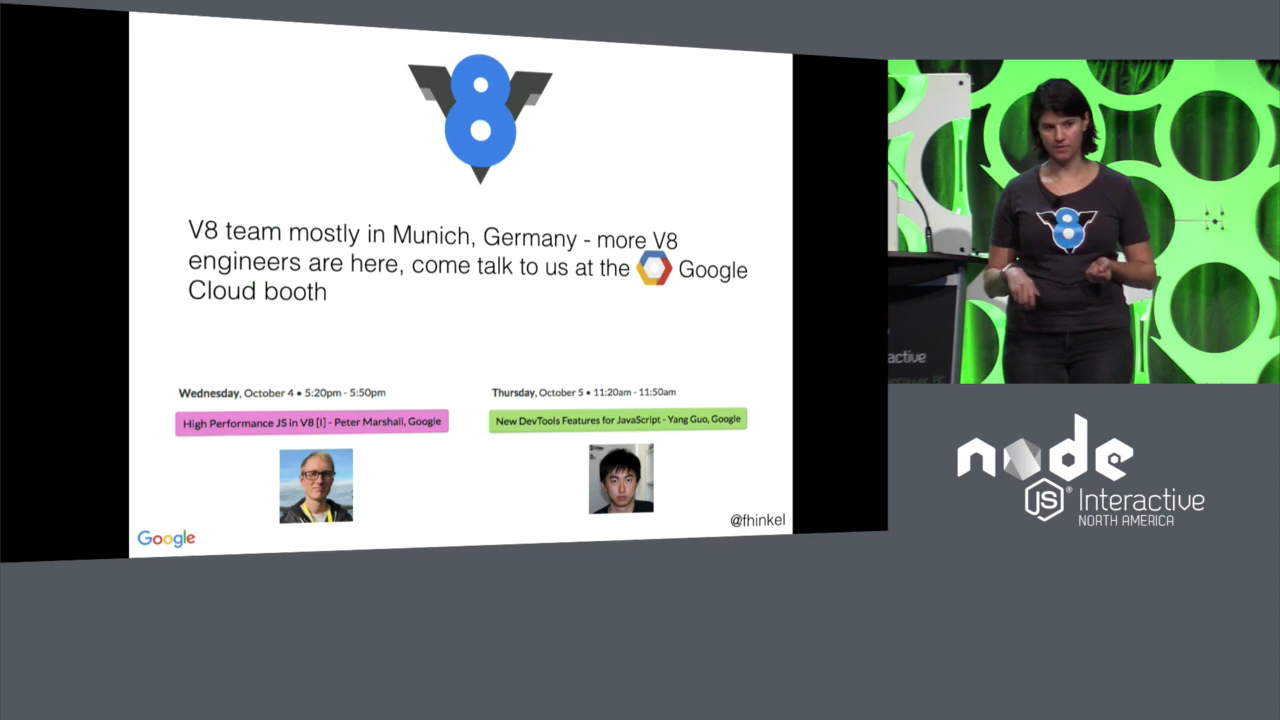 V8 team mostly in Munich, Germany - more V8
engineers are here, come talk to us at the Google
Cloud booth
Wednesday, October 4 • 5:20pm - 5:50pm
High Performance JS in V8 [I] - Peter Marshall, Google
Thursday, October 5 • 11:20am - 11:50am
New DevTools Features for JavaScript - Yang Guo, Google
Google
@fhinkel
8
8
active
node
JS® Interactive
NORTH AMERICA